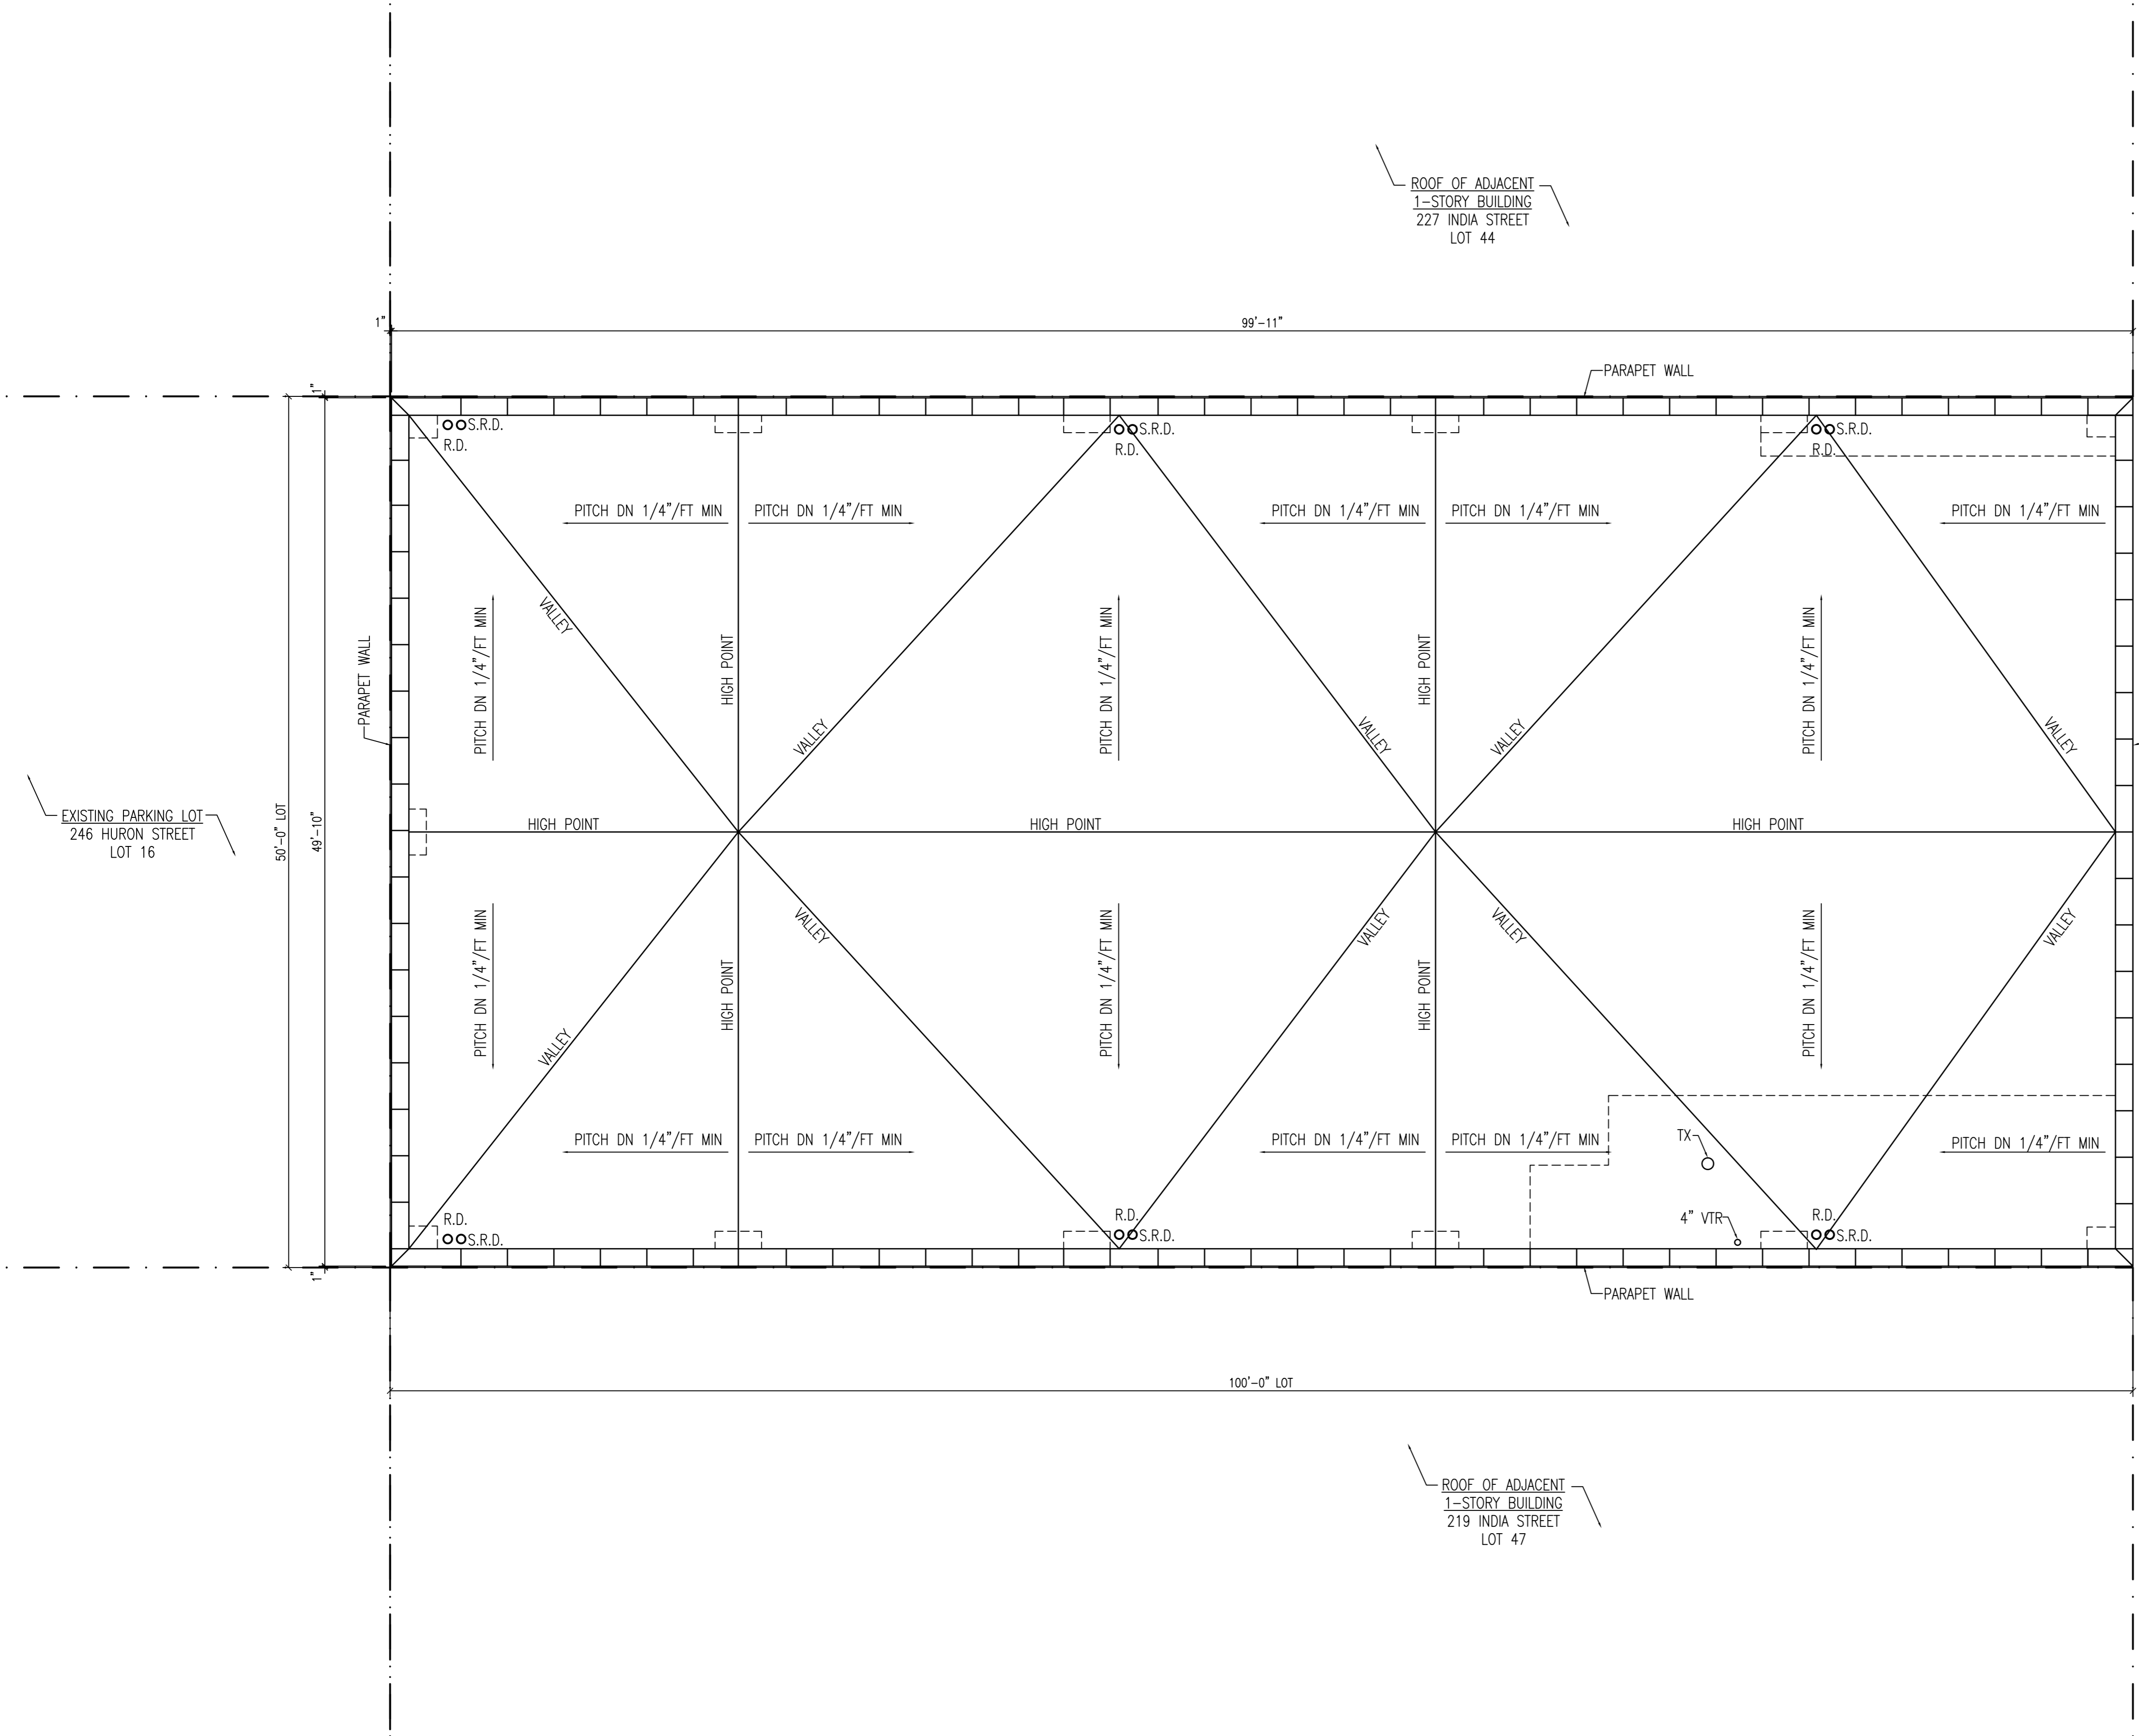 ROOF OF ADJACENT
1-STORY BUILDING
227 INDIA STREET
LOT 44
1"
99'-11"
PARAPET WALL
1"
S.R.D.
R.D.
S.R.D.
R.D.
S.R.D.
R.D.
PITCH DN 1/4"/FT MIN
PITCH DN 1/4"/FT MIN
PITCH DN 1/4"/FT MIN
PITCH DN 1/4"/FT MIN
PITCH DN 1/4"/FT MIN
VALLEY
PITCH DN 1/4"/FT MIN
HIGH POINT
PITCH DN 1/4"/FT MIN
HIGH POINT
PITCH DN 1/4"/FT MIN
PARAPET WALL
VALLEY
VALLEY
VALLEY
VALLEY
EXISTING PARKING LOT
246 HURON STREET
LOT 16
50'-0" LOT
49'-10"
HIGH POINT
HIGH POINT
HIGH POINT
VALLEY
VALLEY
VALLEY
VALLEY
PITCH DN 1/4"/FT MIN
HIGH POINT
PITCH DN 1/4"/FT MIN
HIGH POINT
PITCH DN 1/4"/FT MIN
VALLEY
PITCH DN 1/4"/FT MIN
PITCH DN 1/4"/FT MIN
PITCH DN 1/4"/FT MIN
PITCH DN 1/4"/FT MIN
TX
PITCH DN 1/4"/FT MIN
4" VTR
R.D.
S.R.D.
R.D.
S.R.D.
R.D.
S.R.D.
1"
PARAPET WALL
100'-0" LOT
ROOF OF ADJACENT
1-STORY BUILDING
219 INDIA STREET
LOT 47